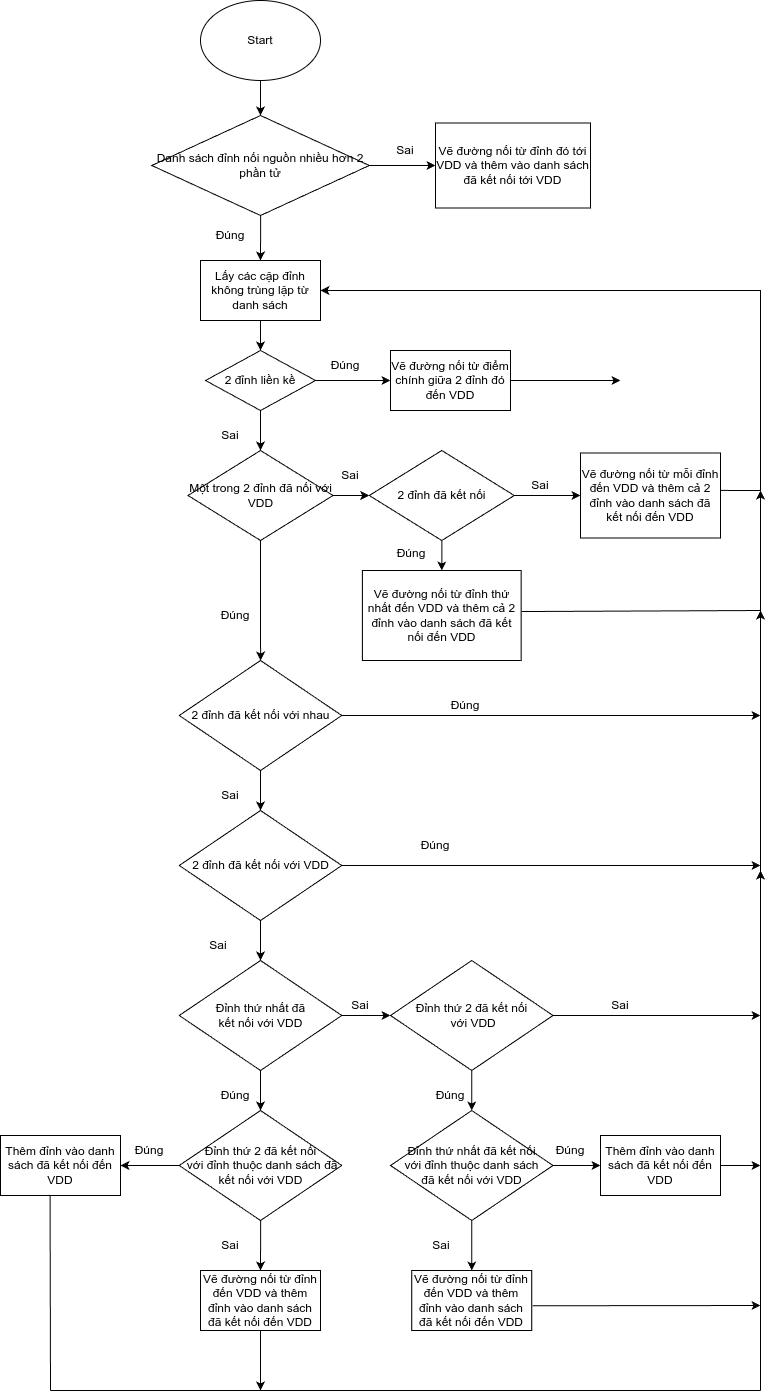 Start
Danh sách đỉnh nối nguồn nhiều hơn 2
phần tử
Sai
Vẽ đường nối từ đỉnh đó tới
VDD và thêm vào danh sách
đã kết nối tới VDD
Đúng
Lấy các cặp đỉnh
không trùng lặp từ
danh sách
2 đỉnh liền kề
Đúng
Vẽ đường nối từ điểm
chính giữa 2 đỉnh đó
đến VDD
Sai
Một trong 2 đỉnh đã nối với
VDD
Sai
2 đỉnh đã kết nối
Sai
Vẽ đường nối từ mỗi đỉnh
đến VDD và thêm cả 2
đỉnh vào danh sách đã
kết nối đến VDD
Đúng
Vẽ đường nối từ đỉnh thứ
nhất đến VDD và thêm cả 2
đỉnh vào danh sách đã kết
nối đến VDD
Đúng
2 đỉnh đã kết nối với nhau
Đúng
Sai
2 đỉnh đã kết nối với VDD
Đúng
Sai
Đỉnh thứ nhất đã
kết nối với VDD
Sai
Đỉnh thứ 2 đã kết nối
với VDD
Sai
Đúng
Đúng
Thêm đỉnh vào danh
sách đã kết nối đến
VDD
Đúng
Đỉnh thứ 2 đã kết nối
với đỉnh thuộc danh sách đã
kết nối với VDD
Đỉnh thứ nhất đã kết nối
với đỉnh thuộc danh sách
đã kết nối với VDD
Đúng
Thêm đỉnh vào danh
sách đã kết nối đến
VDD
Sai
Sai
Vẽ đường nối từ đỉnh
đến VDD và thêm
đỉnh vào danh sách
đã kết nối đến VDD
Vẽ đường nối từ đỉnh
đến VDD và thêm
đỉnh vào danh sách
đã kết nối đến VDD